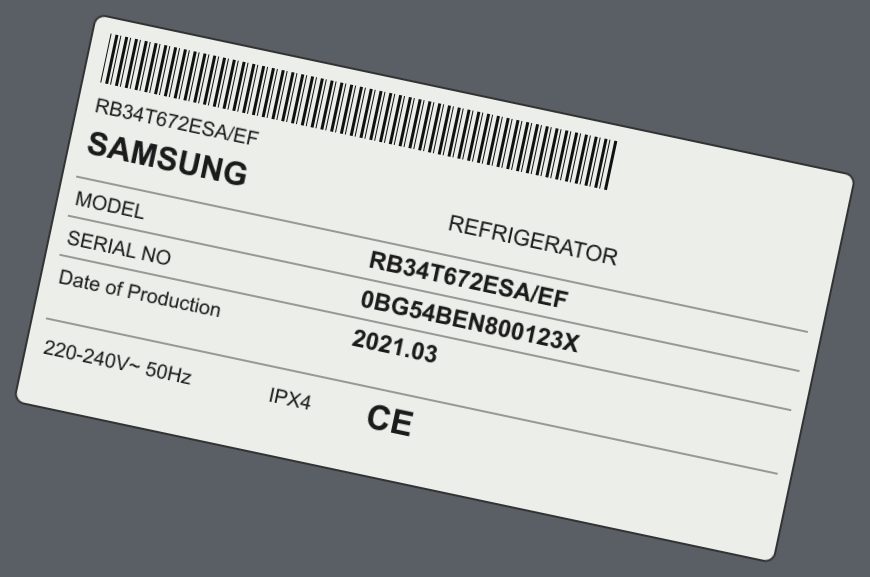 RB34T672ESA/EF
SAMSUNG
REFRIGERATOR
MODEL RB34T672ESA/EF
SERIAL NO 0BG54BEN800123X
Date of Production 2021.03
220-240V~ 50Hz IPX4 CE